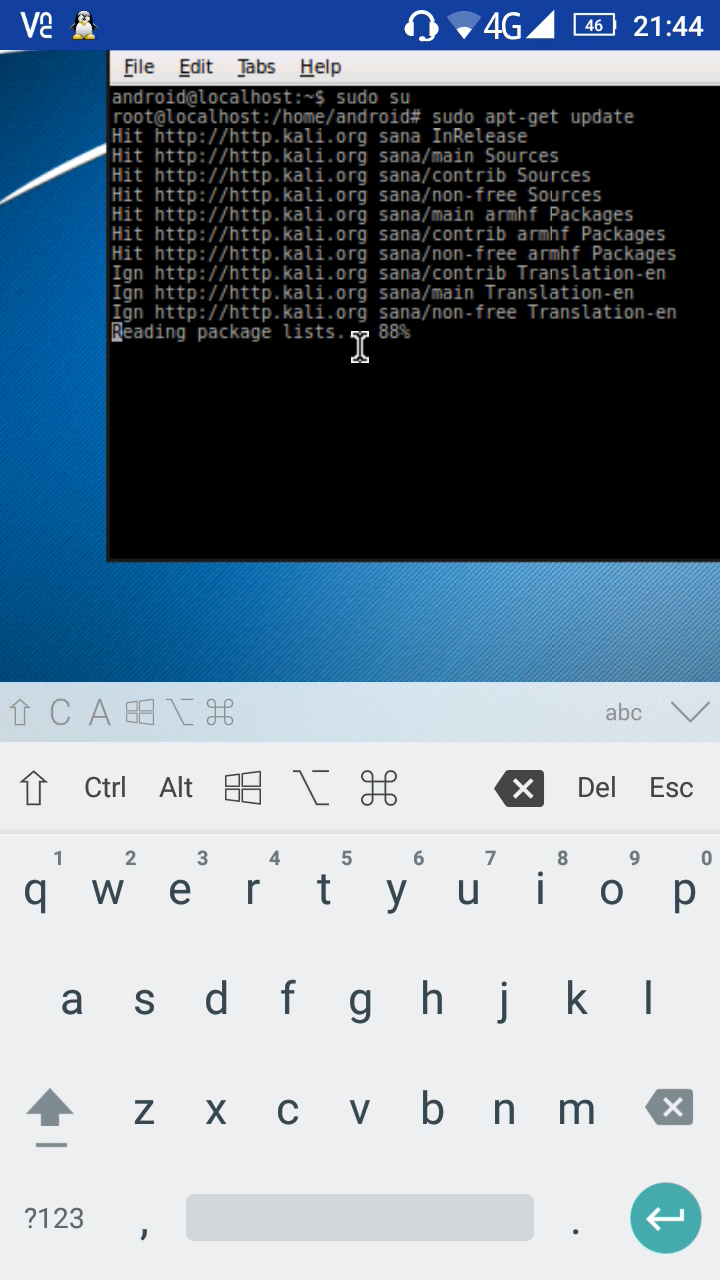 VNC 4G 46 21:44
File Edit Tabs Help
android@localhost:~$ sudo su
root@localhost:/home/android# sudo apt-get update
Hit http://http.kali.org sana InRelease
Hit http://http.kali.org sana/main Sources
Hit http://http.kali.org sana/contrib Sources
Hit http://http.kali.org sana/non-free Sources
Hit http://http.kali.org sana/main armhf Packages
Hit http://http.kali.org sana/contrib armhf Packages
Hit http://http.kali.org sana/non-free armhf Packages
Ign http://http.kali.org sana/contrib Translation-en
Ign http://http.kali.org sana/main Translation-en
Ign http://http.kali.org sana/non-free Translation-en
Reading package lists... 88%
C A abc
Ctrl Alt Del Esc
1 2 3 4 5 6 7 8 9 0
q w e r t y u i o p
a s d f g h j k l
z x c v b n m
?123 , .